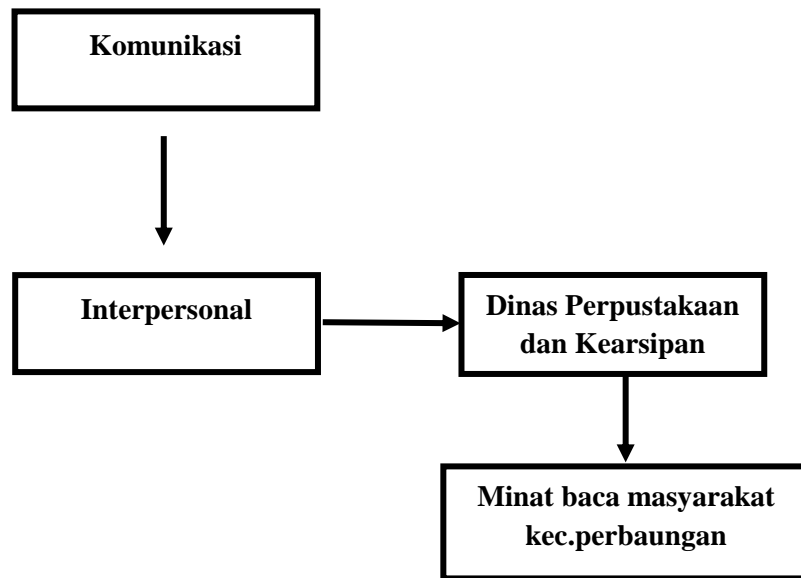 Komunikasi
Interpersonal
Dinas Perpustakaan
dan Kearsipan
Minat baca masyarakat
kec.perbaungan